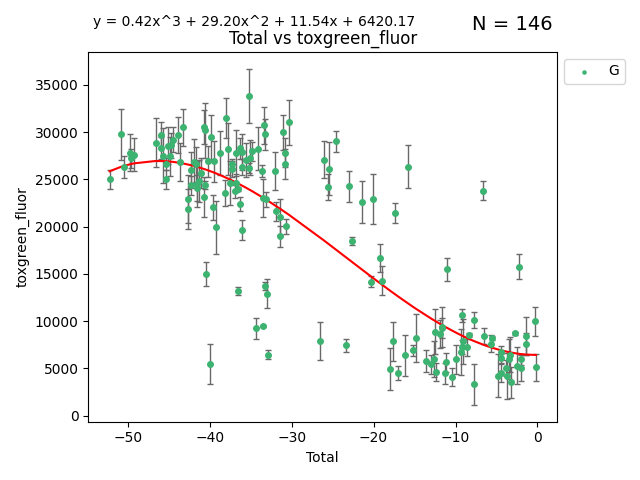 y = 0.42x^3 + 29.20x^2 + 11.54x + 6420.17
N = 146
Total vs toxgreen_fluor
G
35000
30000
25000
20000
15000
10000
5000
0
toxgreen_fluor
−50
−40
−30
−20
−10
0
Total